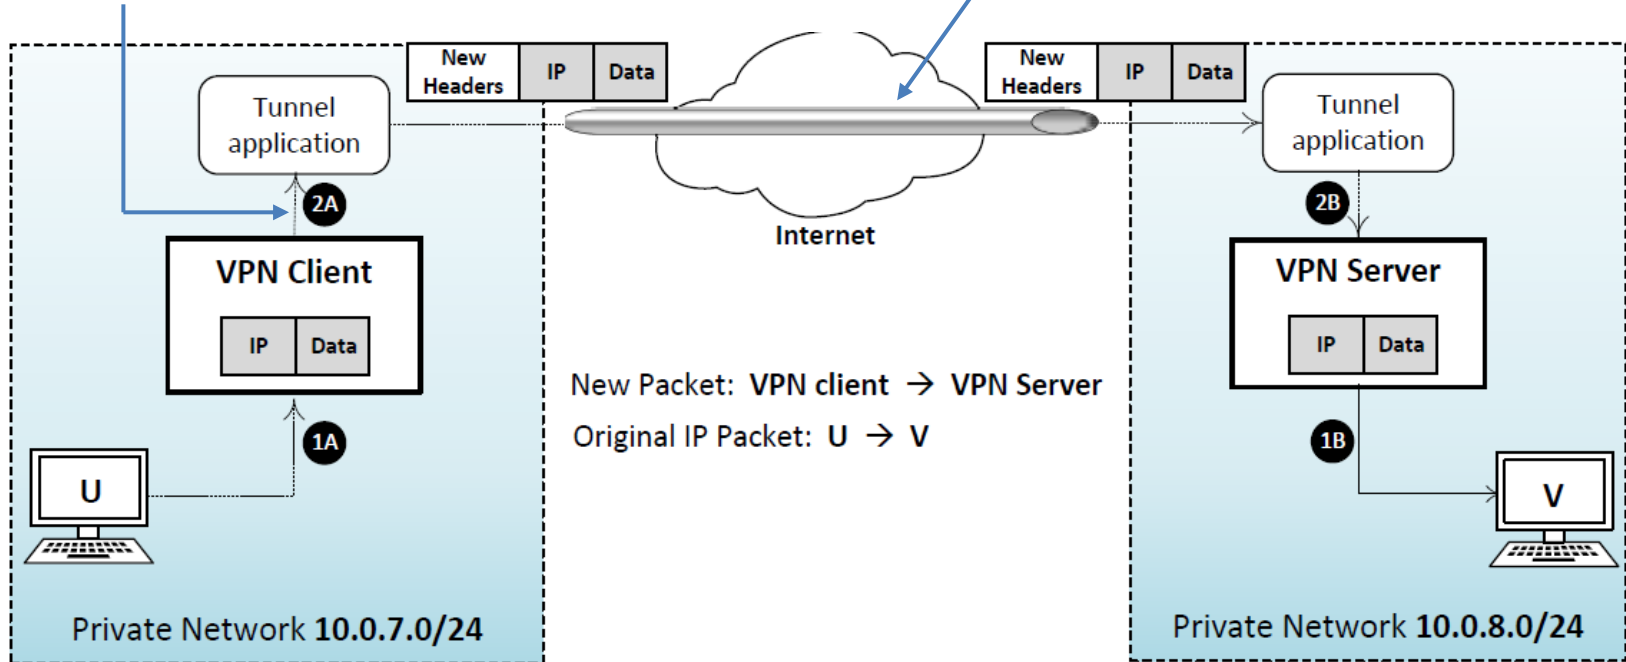 New
Headers
IP
Data
New
Headers
IP
Data
Tunnel
application
Tunnel
application
2A
2B
Internet
VPN Client
IP
Data
VPN Server
IP
Data
New Packet: VPN client → VPN Server
Original IP Packet: U → V
1A
1B
U
V
Private Network 10.0.7.0/24
Private Network 10.0.8.0/24